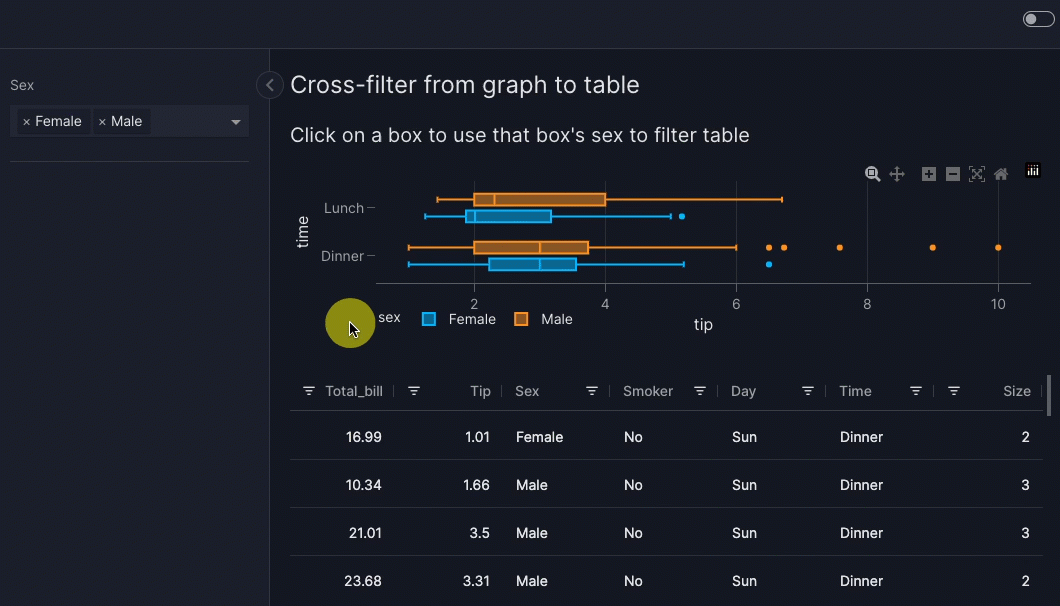 Sex
× Female × Male
Cross-filter from graph to table
Click on a box to use that box's sex to filter table
time
Lunch
Dinner
2 4 6 8 10
sex Female Male
tip
Total_bill Tip Sex Smoker Day Time Size
16.99 1.01 Female No Sun Dinner 2
10.34 1.66 Male No Sun Dinner 3
21.01 3.5 Male No Sun Dinner 3
23.68 3.31 Male No Sun Dinner 2